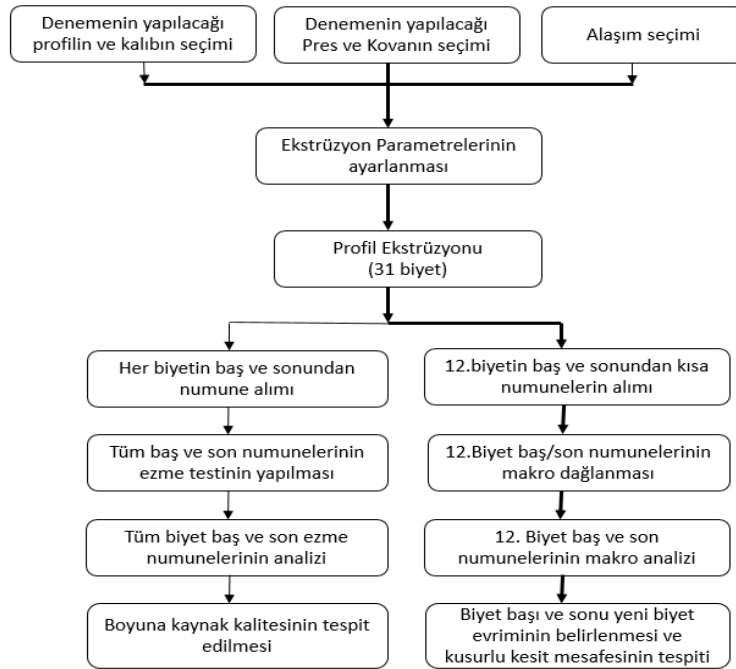 Denemenin yapılacağı
profilin ve kalıbın seçimi
Denemenin yapılacağı
Pres ve Kovanın seçimi
Alaşım seçimi
Ekstrüzyon Parametrelerinin
ayarlanması
Profil Ekstrüzyonu
(31 biyet)
Her biyetin baş ve sonundan
numune alımı
Tüm baş ve son numunelerinin
ezme testinin yapılması
Tüm biyet baş ve son ezme
numunelerinin analizi
Boyuna kaynak kalitesinin tespit
edilmesi
12.biyetin baş ve sonundan kısa
numunelerin alımı
12.Biyet baş/son numunelerinin
makro dağlanması
12. Biyet baş ve son
numunelerinin makro analizi
Biyet başı ve sonu yeni biyet
evriminin belirlenmesi ve
kusurlu kesit mesafesinin tespiti